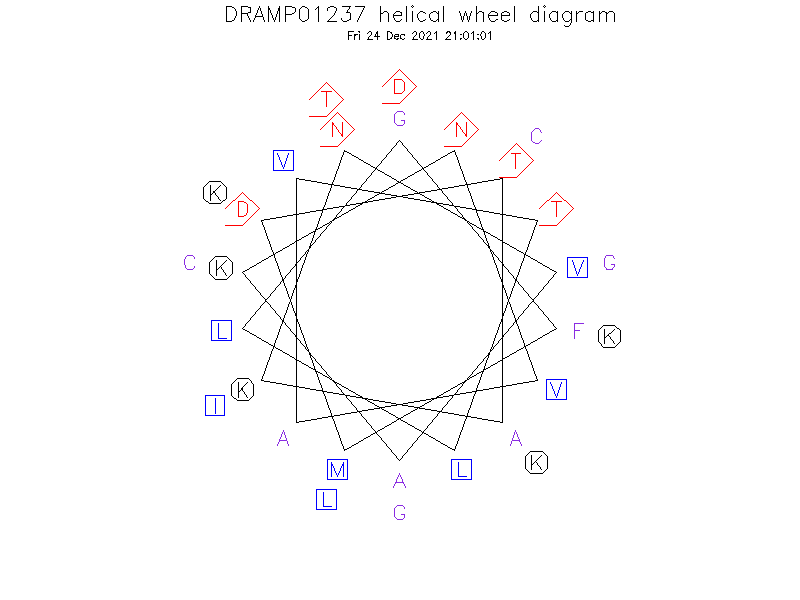 DRAMP01237 helical wheel diagram
Fri 24 Dec 2021 21:01:01
D
T
G
N
N
C
V
T
K
D
T
C
K
V
G
L
F
K
K
V
I
A
A
M
L
K
A
L
G